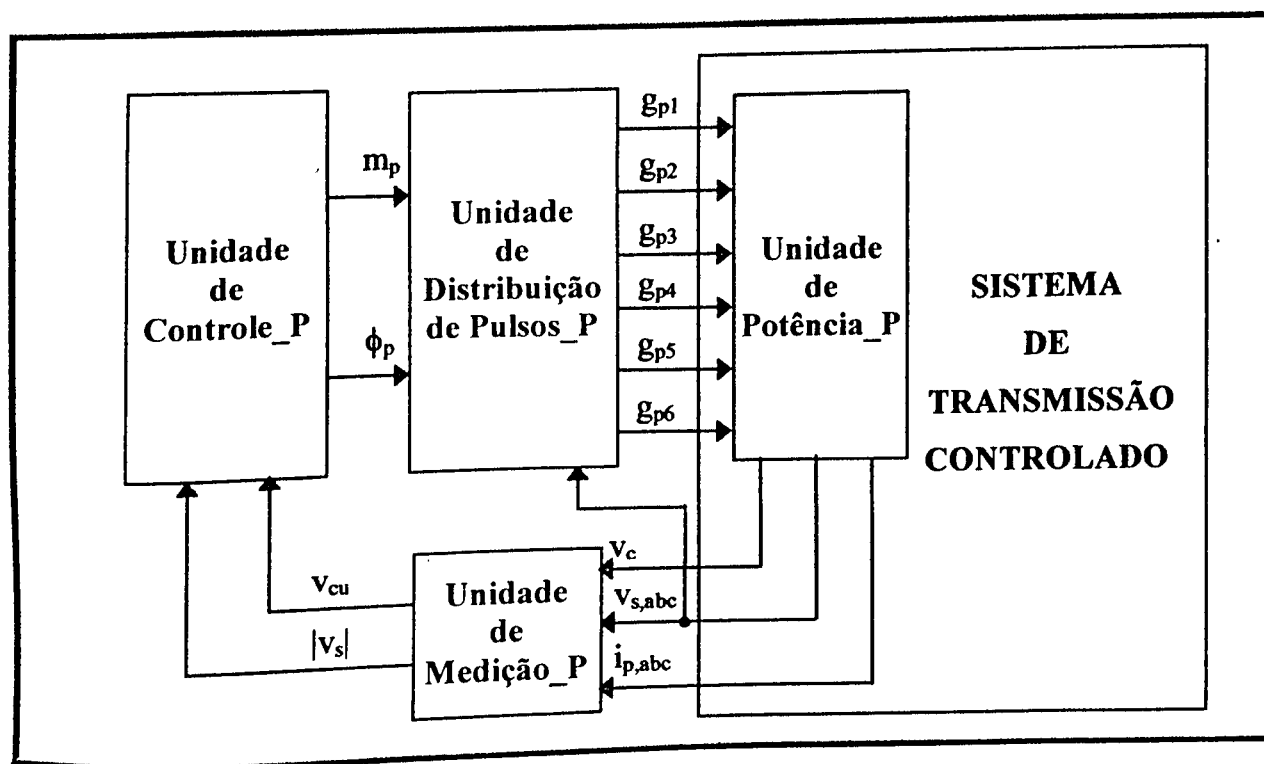 m_p
ϕ_p
Unidade
de
Controle_P
Unidade
de
Distribuição
de Pulsos_P
g_p1
g_p2
g_p3
g_p4
g_p5
g_p6
Unidade
de
Potência_P
SISTEMA
DE
TRANSMISSÃO
CONTROLADO
v_cu
|v_s|
Unidade
de
Medição_P
v_c
v_s,abc
i_p,abc